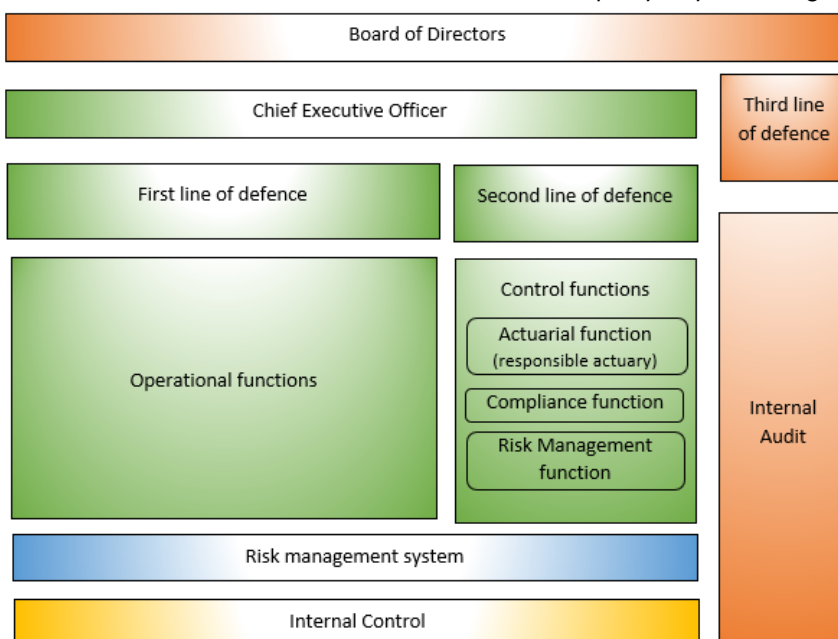 Board of Directors
Chief Executive Officer
Third line
of defence
First line of defence
Second line of defence
Control functions
Actuarial function
(responsible actuary)
Operational functions
Compliance function
Risk Management
function
Internal
Audit
Risk management system
Internal Control